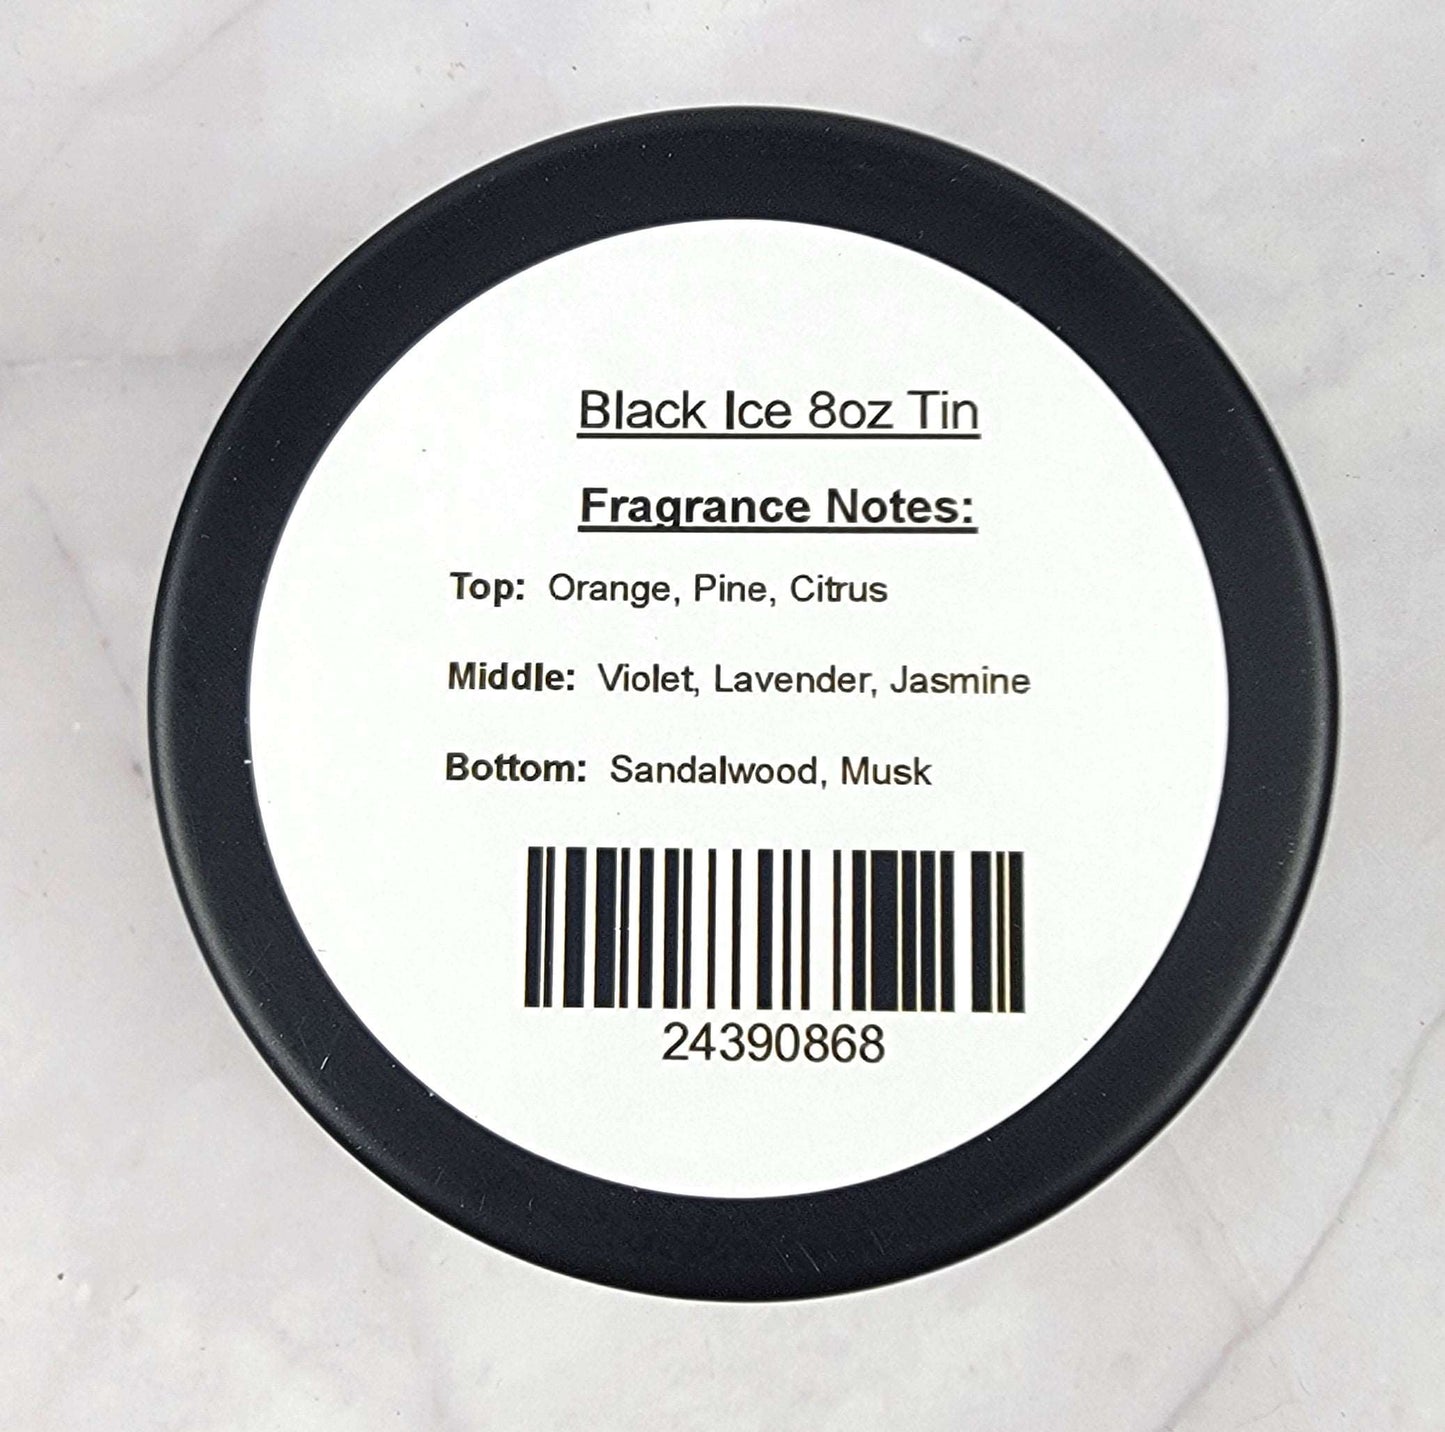 Black Ice 8oz Tin
Fragrance Notes:
Top: Orange, Pine, Citrus
Middle: Violet, Lavender, Jasmine
Bottom: Sandalwood, Musk
24390868